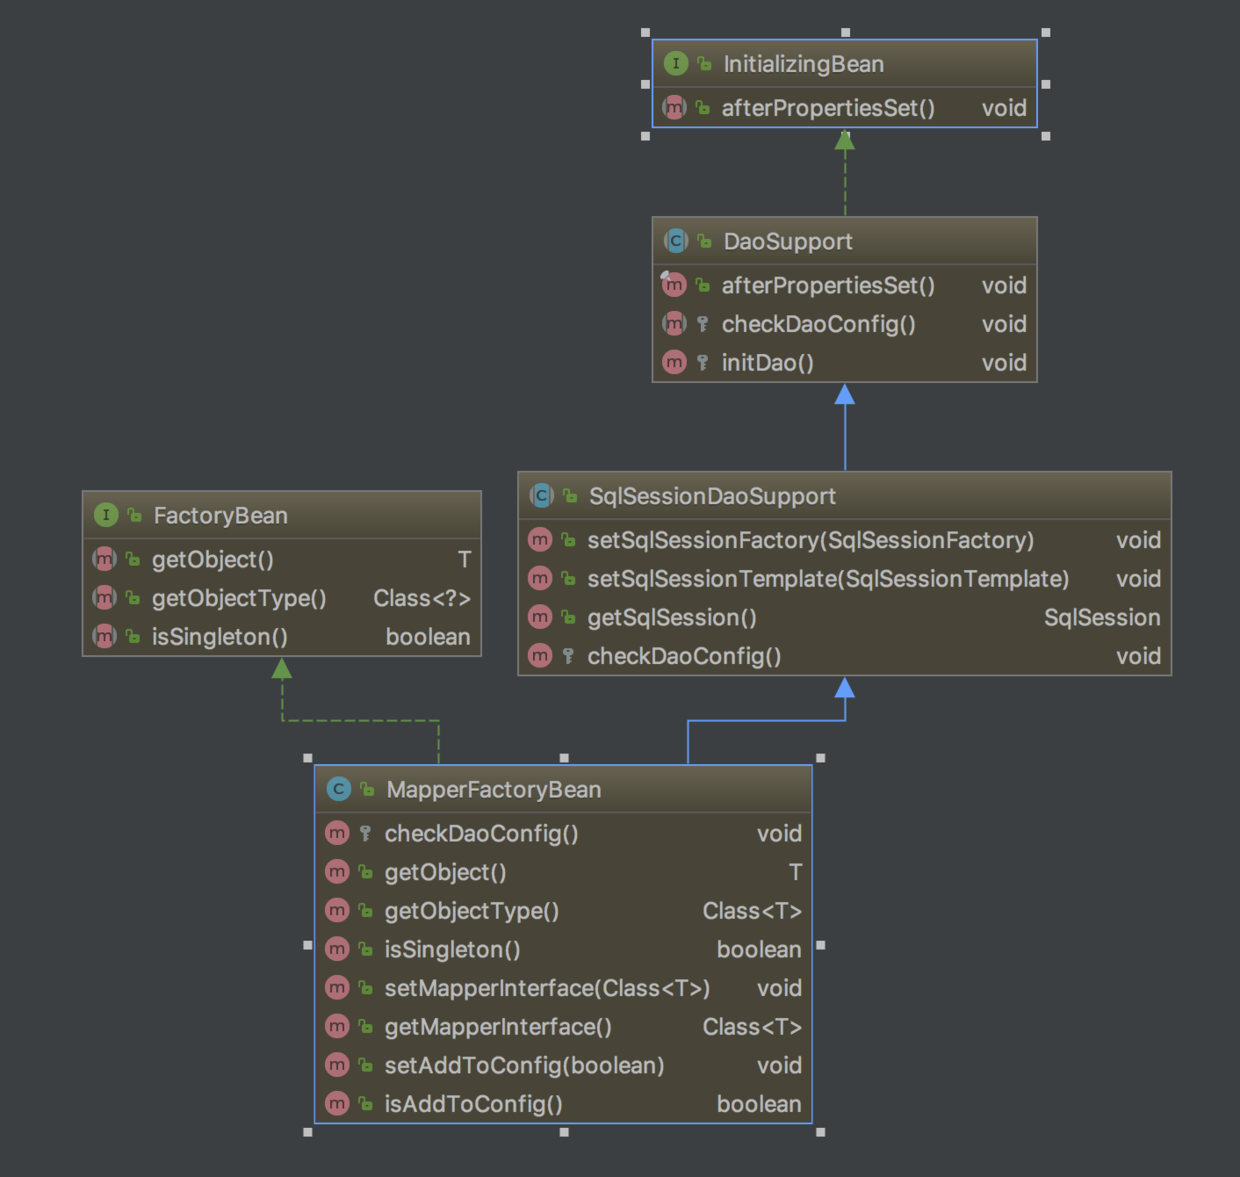 InitializingBean
afterPropertiesSet() void
DaoSupport
afterPropertiesSet() void
checkDaoConfig() void
initDao() void
FactoryBean
getObject() T
getObjectType() Class<?>
isSingleton() boolean
SqlSessionDaoSupport
setSqlSessionFactory(SqlSessionFactory) void
setSqlSessionTemplate(SqlSessionTemplate) void
getSqlSession() SqlSession
checkDaoConfig() void
MapperFactoryBean
checkDaoConfig() void
getObject() T
getObjectType() Class<T>
isSingleton() boolean
setMapperInterface(Class<T>) void
getMapperInterface() Class<T>
setAddToConfig(boolean) void
isAddToConfig() boolean